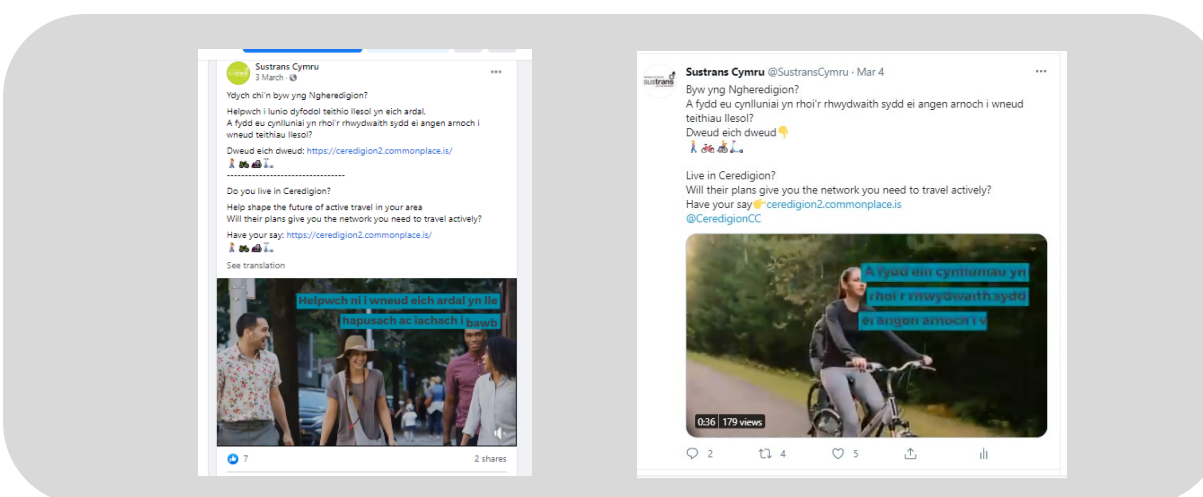 Sustrans Cymru
3 March
Ydych chi'n byw yng Ngheredigion?
Helpwch i lunio dyfodol teithio llesol yn eich ardal.
A fydd eu cynlluniau yn rhoi'r rhwydwaith sydd ei angen arnoch i
wneud teithiau llesol?
Dweud eich dweud: https://ceredigion2.commonplace.is/
--------------------------------
Do you live in Ceredigion?
Help shape the future of active travel in your area
Will their plans give you the network you need to travel actively?
Have your say: https://ceredigion2.commonplace.is/
See translation
Helpwch ni i wneud eich ardal yn lle
hapusach ac iachach i bawb
7
2 shares
sustrans
Sustrans Cymru @SustransCymru · Mar 4
Byw yng Ngheredigion?
A fydd eu cynlluniau yn rhoi'r rhwydwaith sydd ei angen arnoch i wneud
teithiau llesol?
Dweud eich dweud
Live in Ceredigion?
Will their plans give you the network you need to travel actively?
Have your say ceredigion2.commonplace.is
@CeredigionCC
A fydd ein cynlluniau yn
rhoi'r rhwydwaith sydd
ei angen arnoch i
0:36 179 views
2 4 5